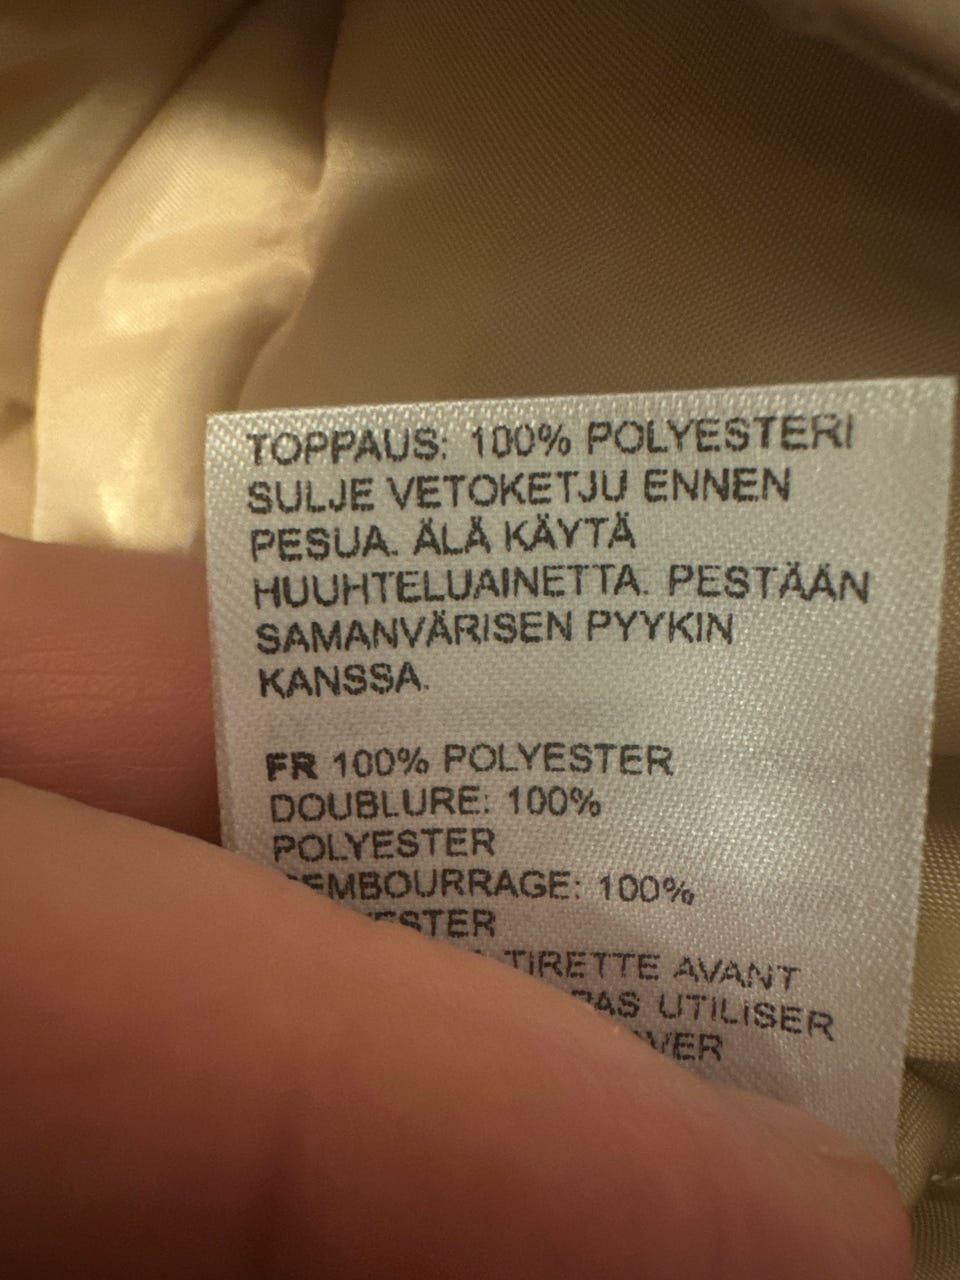 TOPPAUS: 100% POLYESTERI
SULJE VETOKETJU ENNEN
PESUA. ÄLÄ KÄYTÄ
HUUHTELUAINETTA. PESTÄÄN
SAMANVÄRISEN PYYKIN
KANSSA.
FR 100% POLYESTER
DOUBLURE: 100%
POLYESTER
100%
TIRETTE AVANT
PAS UTILISER